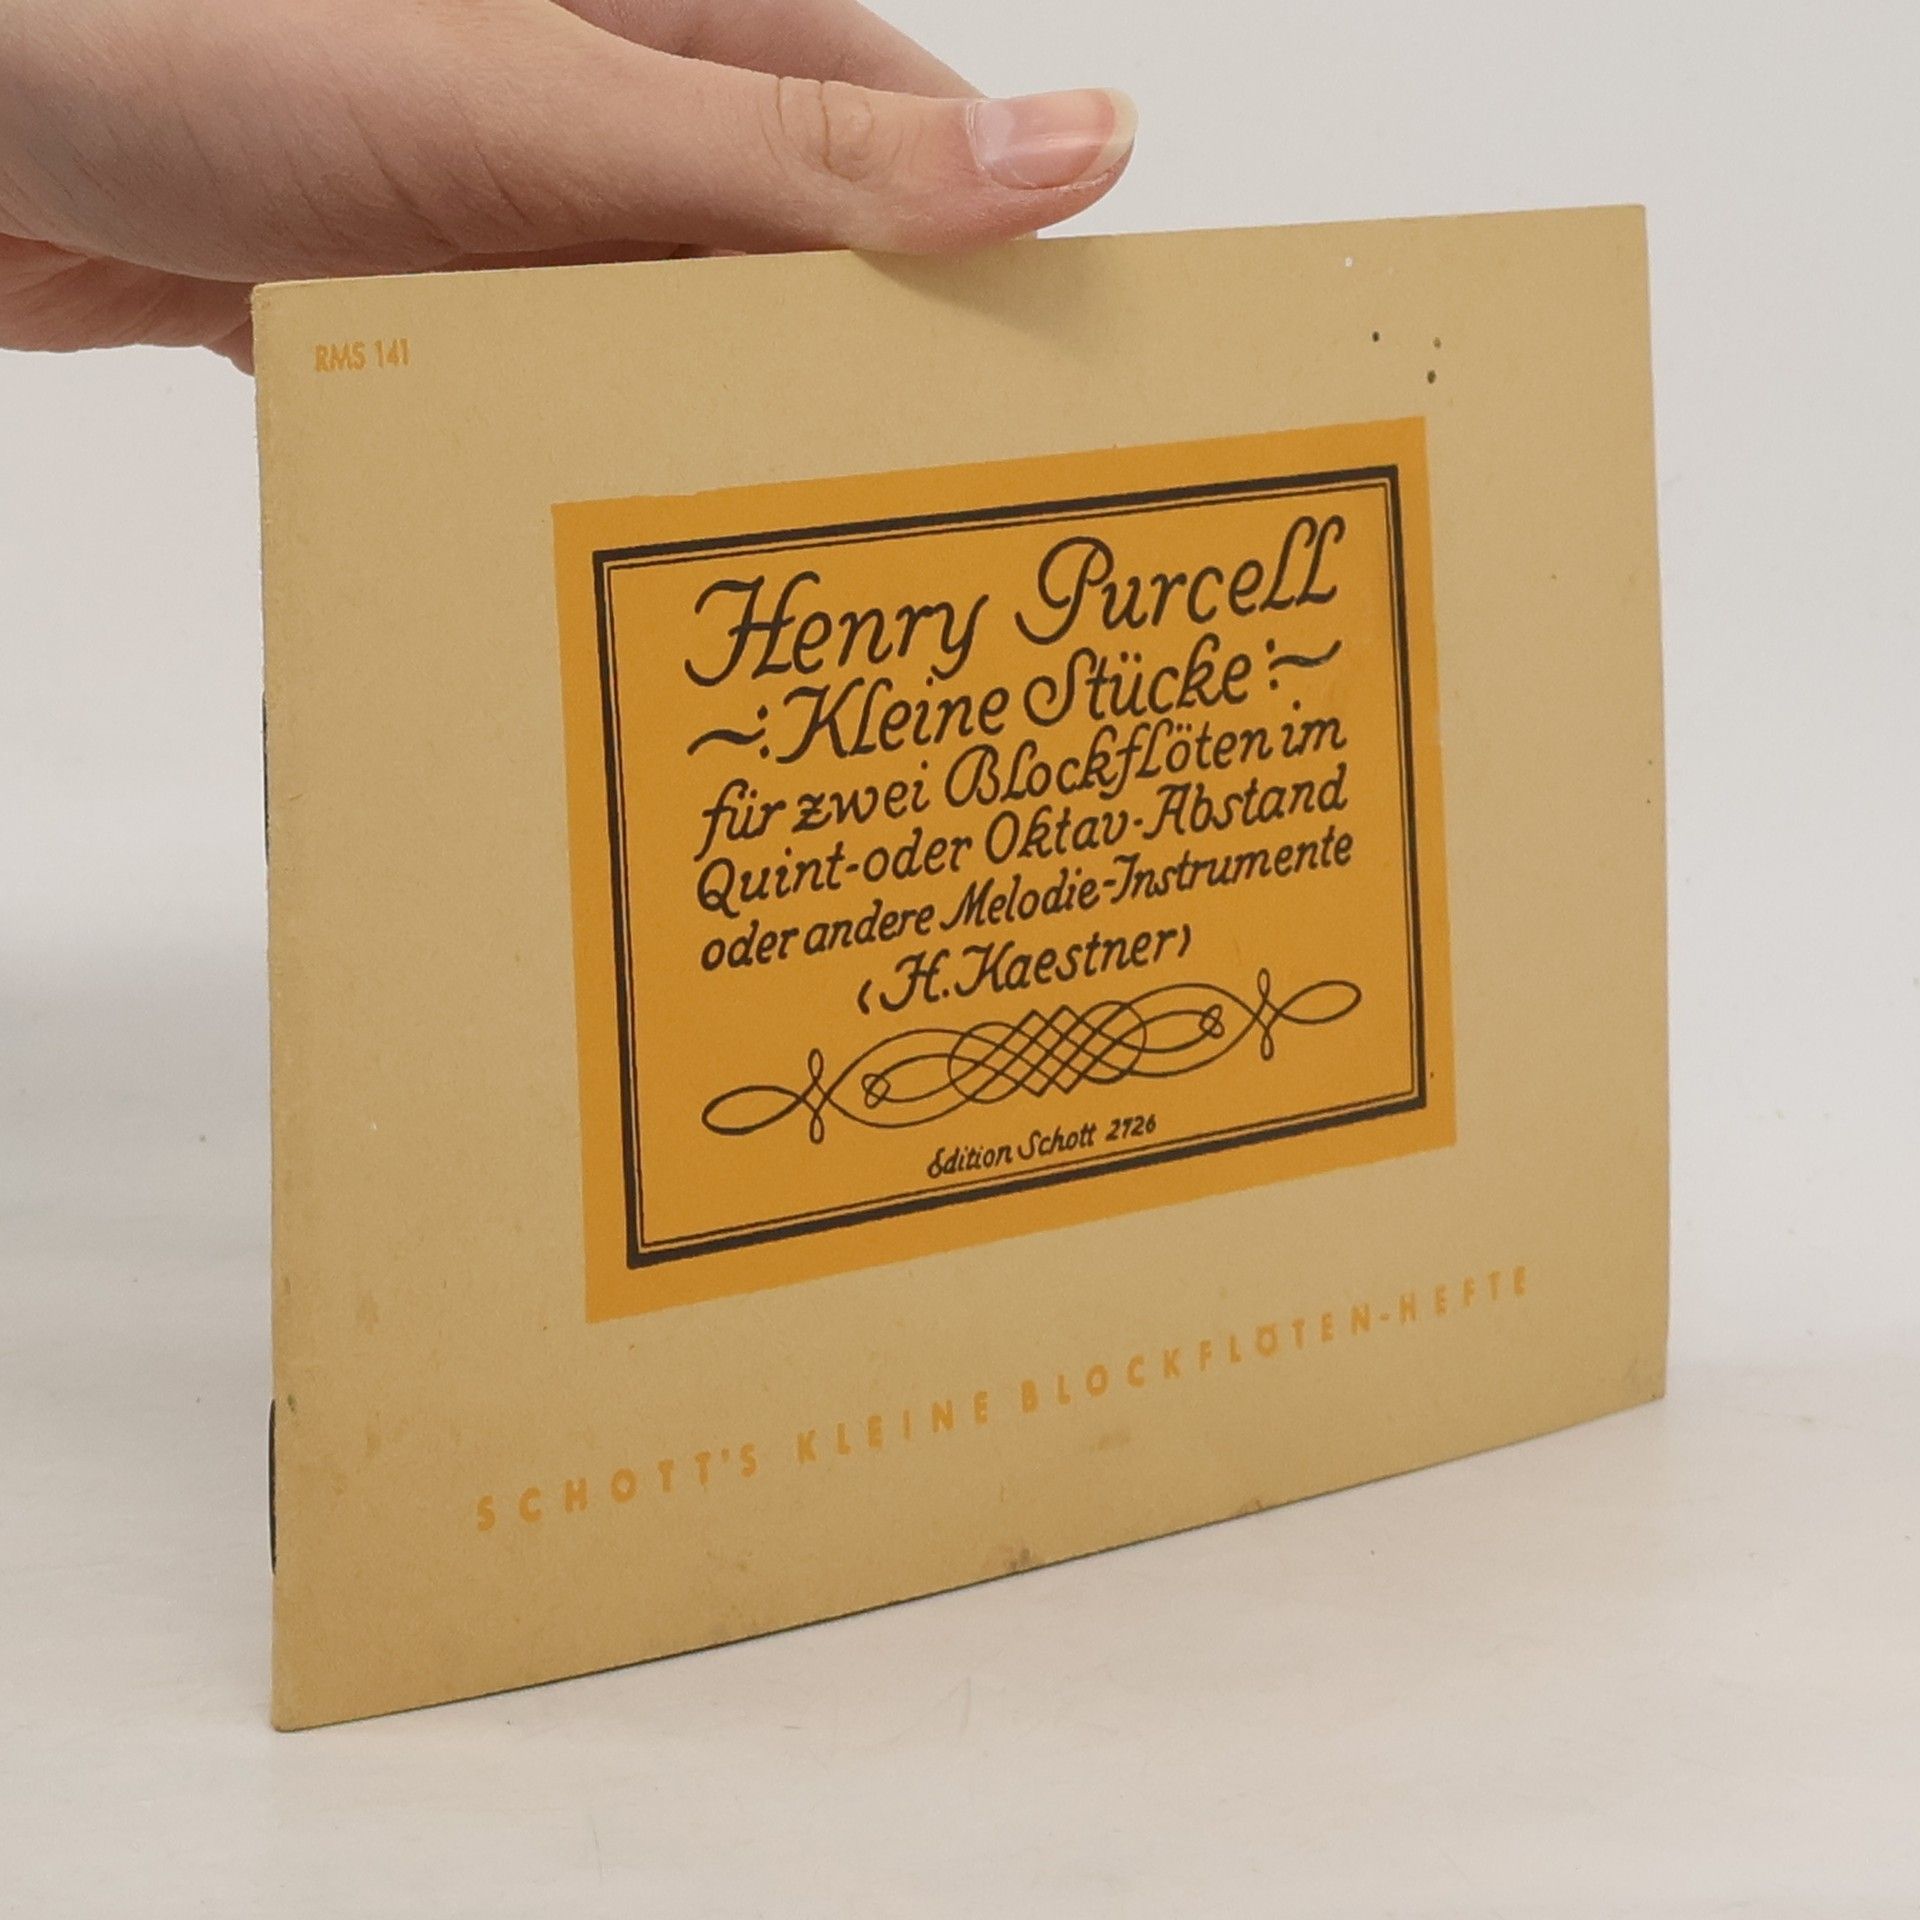 RMS 141
Henry Purcell
~:Kleine Stücke:~
für zwei Blockflöten im
Quint-oder Oktav-Abstand
oder andere Melodie-Instrumente
(H. Kaestner)
Edition Schott 2726
SCHOTT'S KLEINE BLOCKFLÖTEN-HEFTE